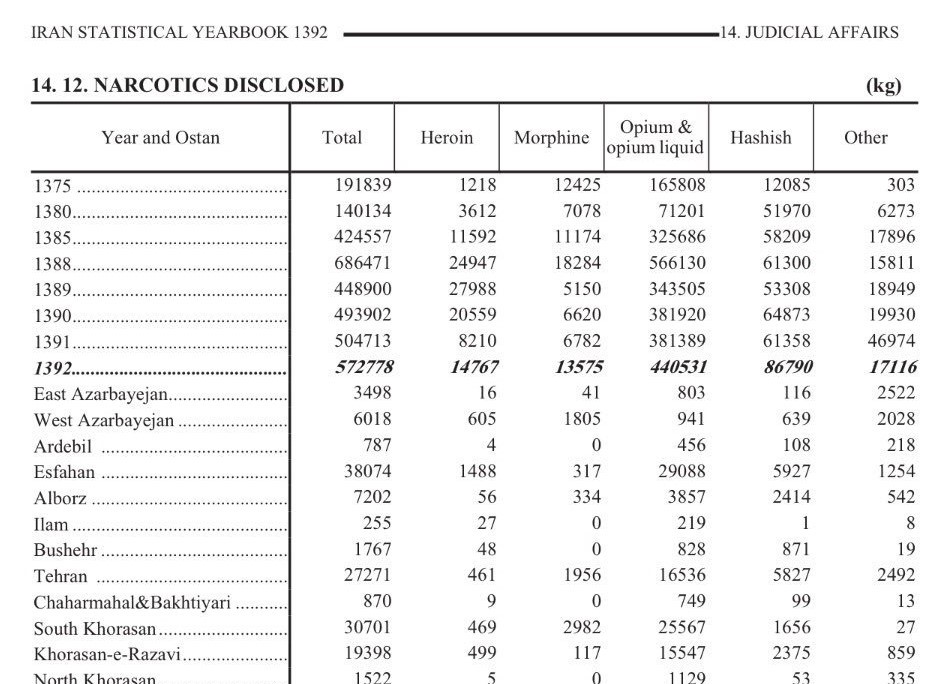 IRAN STATISTICAL YEARBOOK 1392 14. JUDICIAL AFFAIRS
14. 12. NARCOTICS DISCLOSED (kg)
Year and Ostan Total Heroin Morphine Opium & opium liquid Hashish Other
1375 191839 1218 12425 165808 12085 303
1380 140134 3612 7078 71201 51970 6273
1385 424557 11592 11174 325686 58209 17896
1388 686471 24947 18284 566130 61300 15811
1389 448900 27988 5150 343505 53308 18949
1390 493902 20559 6620 381920 64873 19930
1391 504713 8210 6782 381389 61358 46974
1392 572778 14767 13575 440531 86790 17116
East Azarbayejan 3498 16 41 803 116 2522
West Azarbayejan 6018 605 1805 941 639 2028
Ardebil 787 4 0 456 108 218
Esfahan 38074 1488 317 29088 5927 1254
Alborz 7202 56 334 3857 2414 542
Ilam 255 27 0 219 1 8
Bushehr 1767 48 0 828 871 19
Tehran 27271 461 1956 16536 5827 2492
Chaharmahal&Bakhtiyari 870 9 0 749 99 13
South Khorasan 30701 469 2982 25567 1656 27
Khorasan-e-Razavi 19398 499 117 15547 2375 859
North Khorasan 1522 5 0 1129 53 335